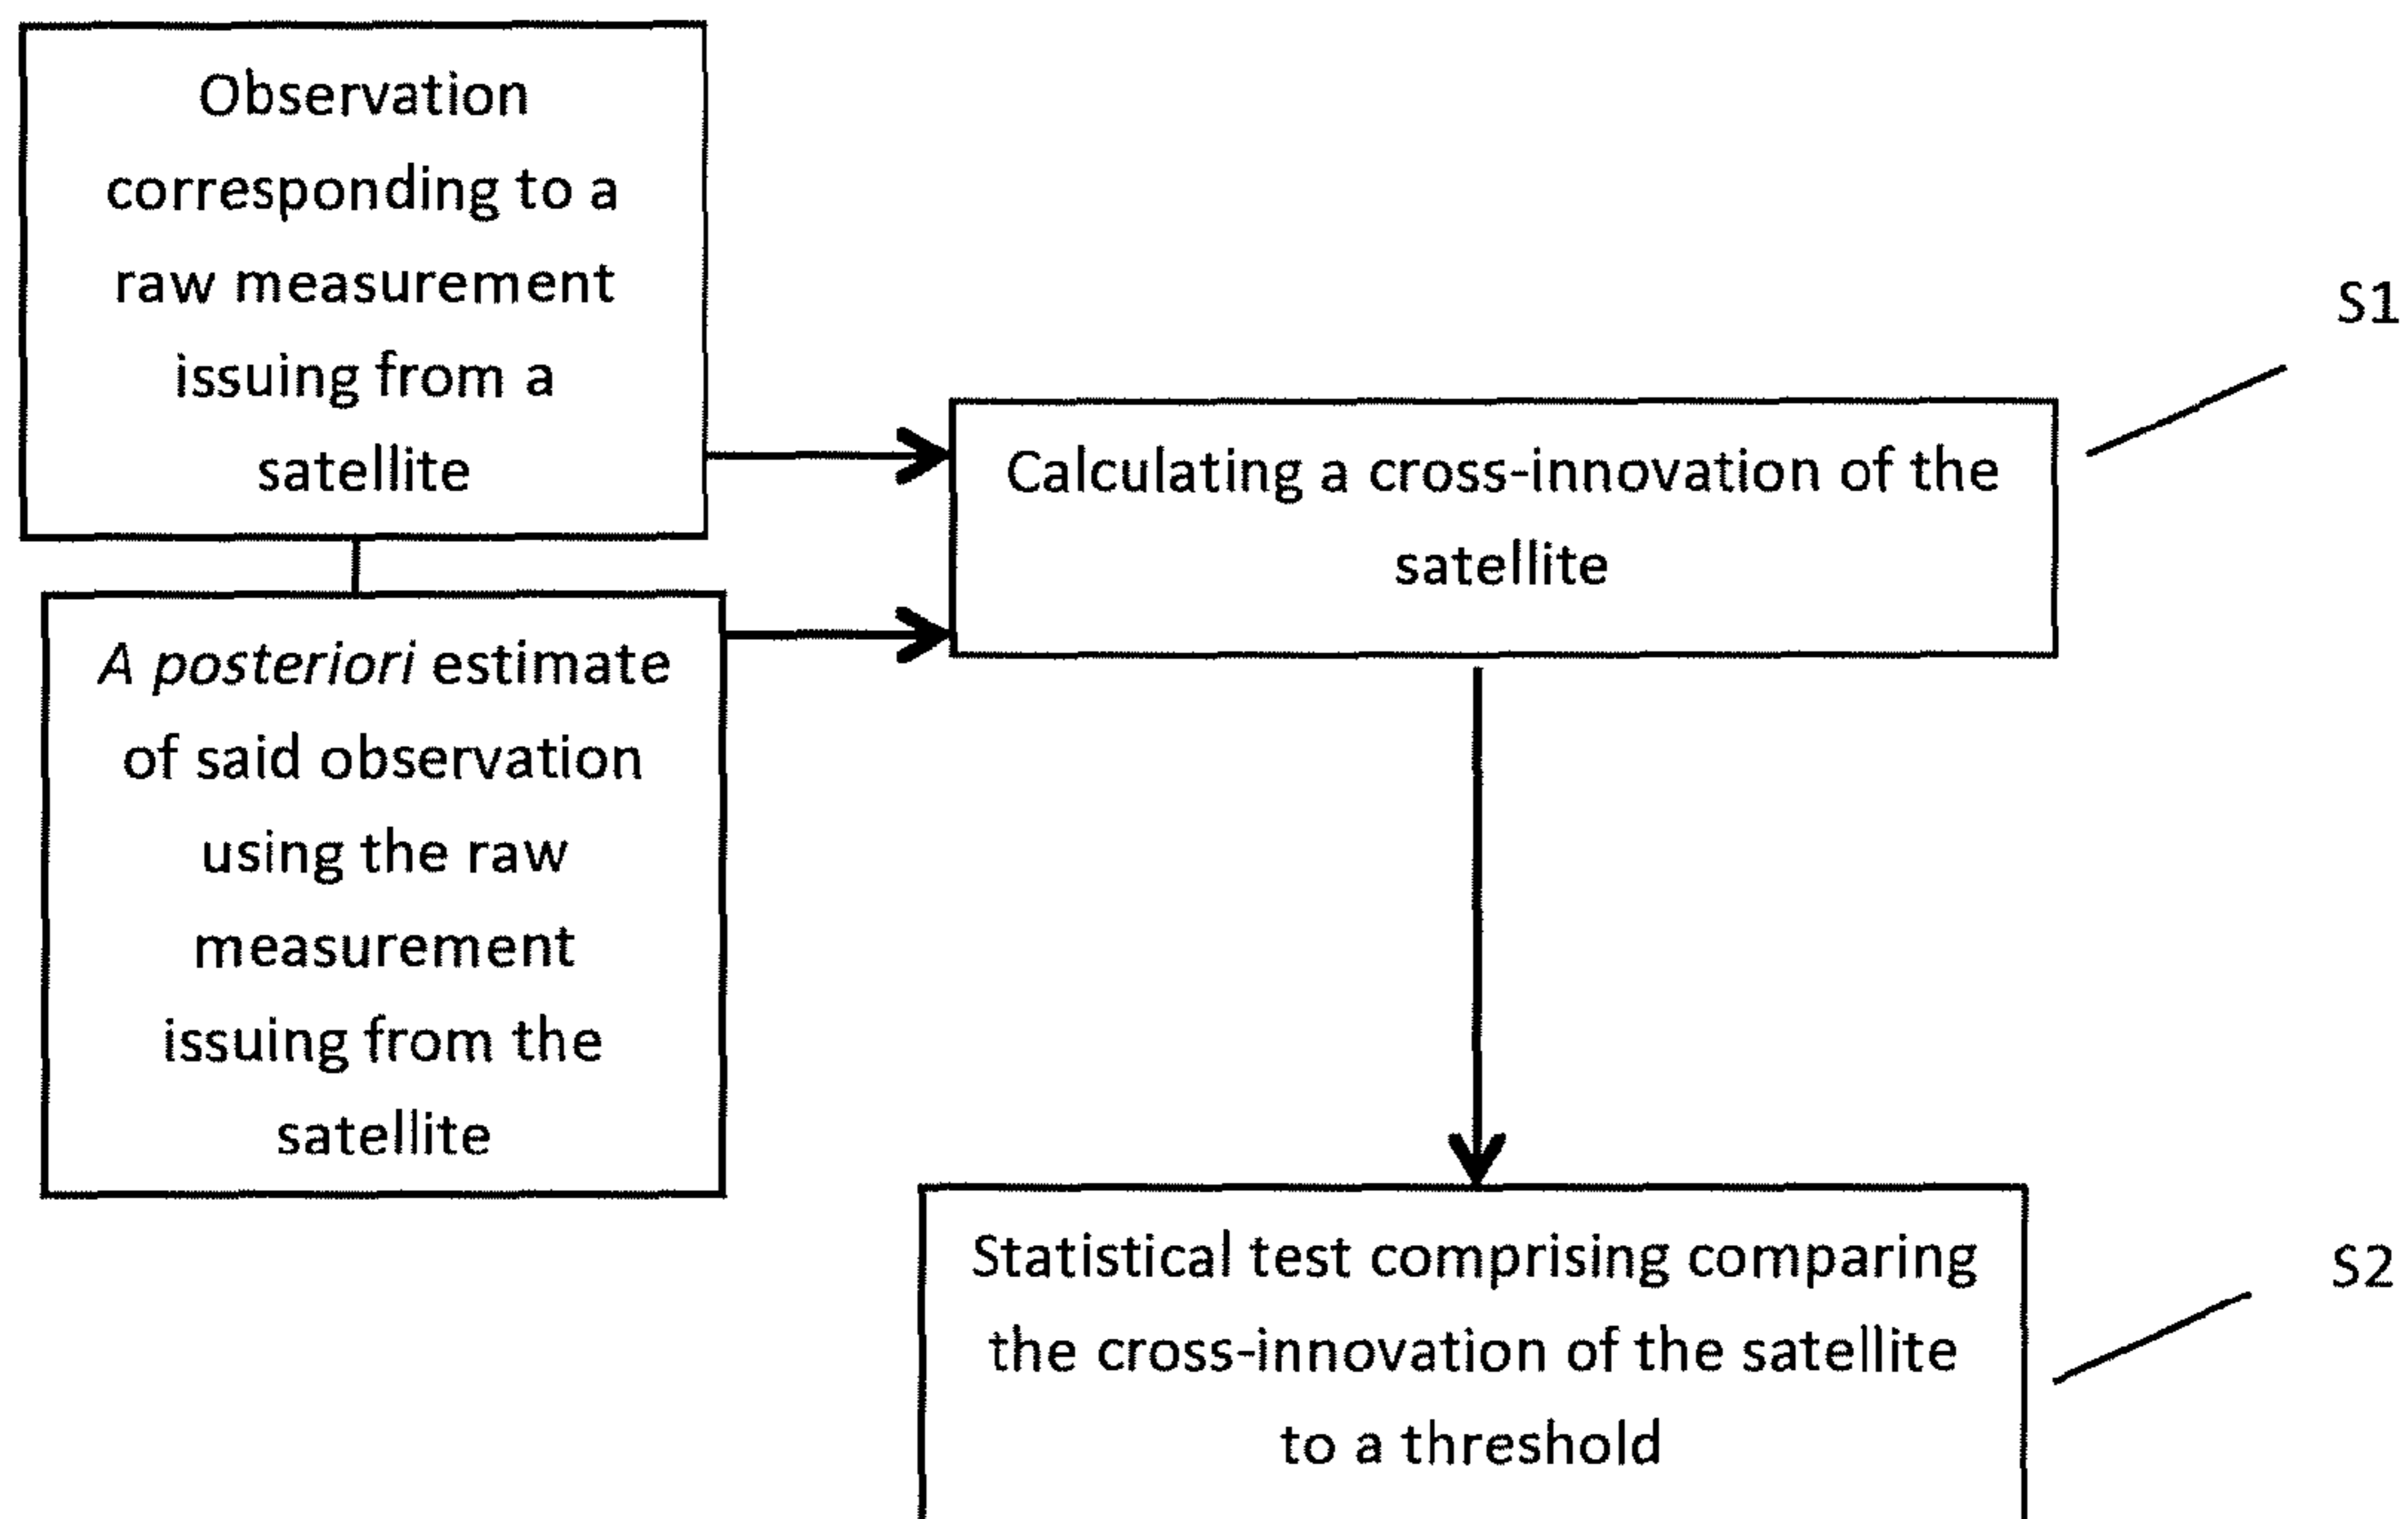 Observation
corresponding to a
raw measurement
issuing from a
satellite
S1
Calculating a cross-innovation of the
satellite
A posteriori estimate
of said observation
using the raw
measurement
issuing from the
satellite
Statistical test comprising comparing
the cross-innovation of the satellite
to a threshold
S2